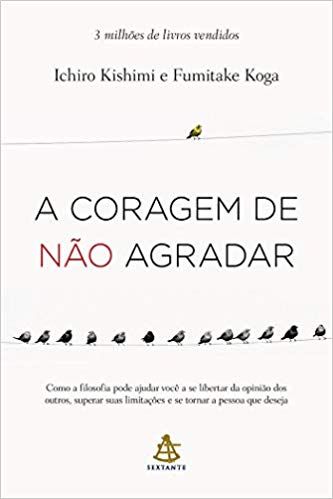 3 milhões de livros vendidos
Ichiro Kishimi e Fumitake Koga
A CORAGEM DE
NÃO AGRADAR
Como a filosofia pode ajudar você a se libertar da opinião dos
outros, superar suas limitações e se tornar a pessoa que deseja
SEXTANTE